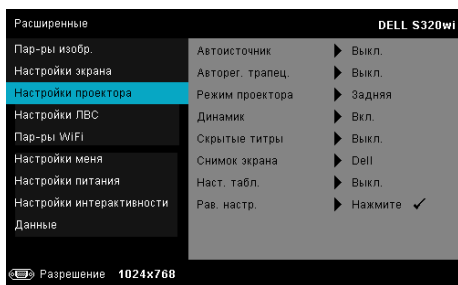 Расширенные DELL S320wi
Пар-ры изобр.
Настройки экрана
Настройки проектора
Настройки ЛВС
Пар-ры WiFi
Настройки меня
Настройки питания
Настройки интерактивности
Данные
Автоисточник Выкл.
Авторег. трапец. Выкл.
Режим проектора Задняя
Динамик Вкл.
Скрытые титры Выкл.
Снимок экрана Dell
Наст. табл. Выкл.
Рав. настр. Нажмите ✓
Разрешение 1024x768